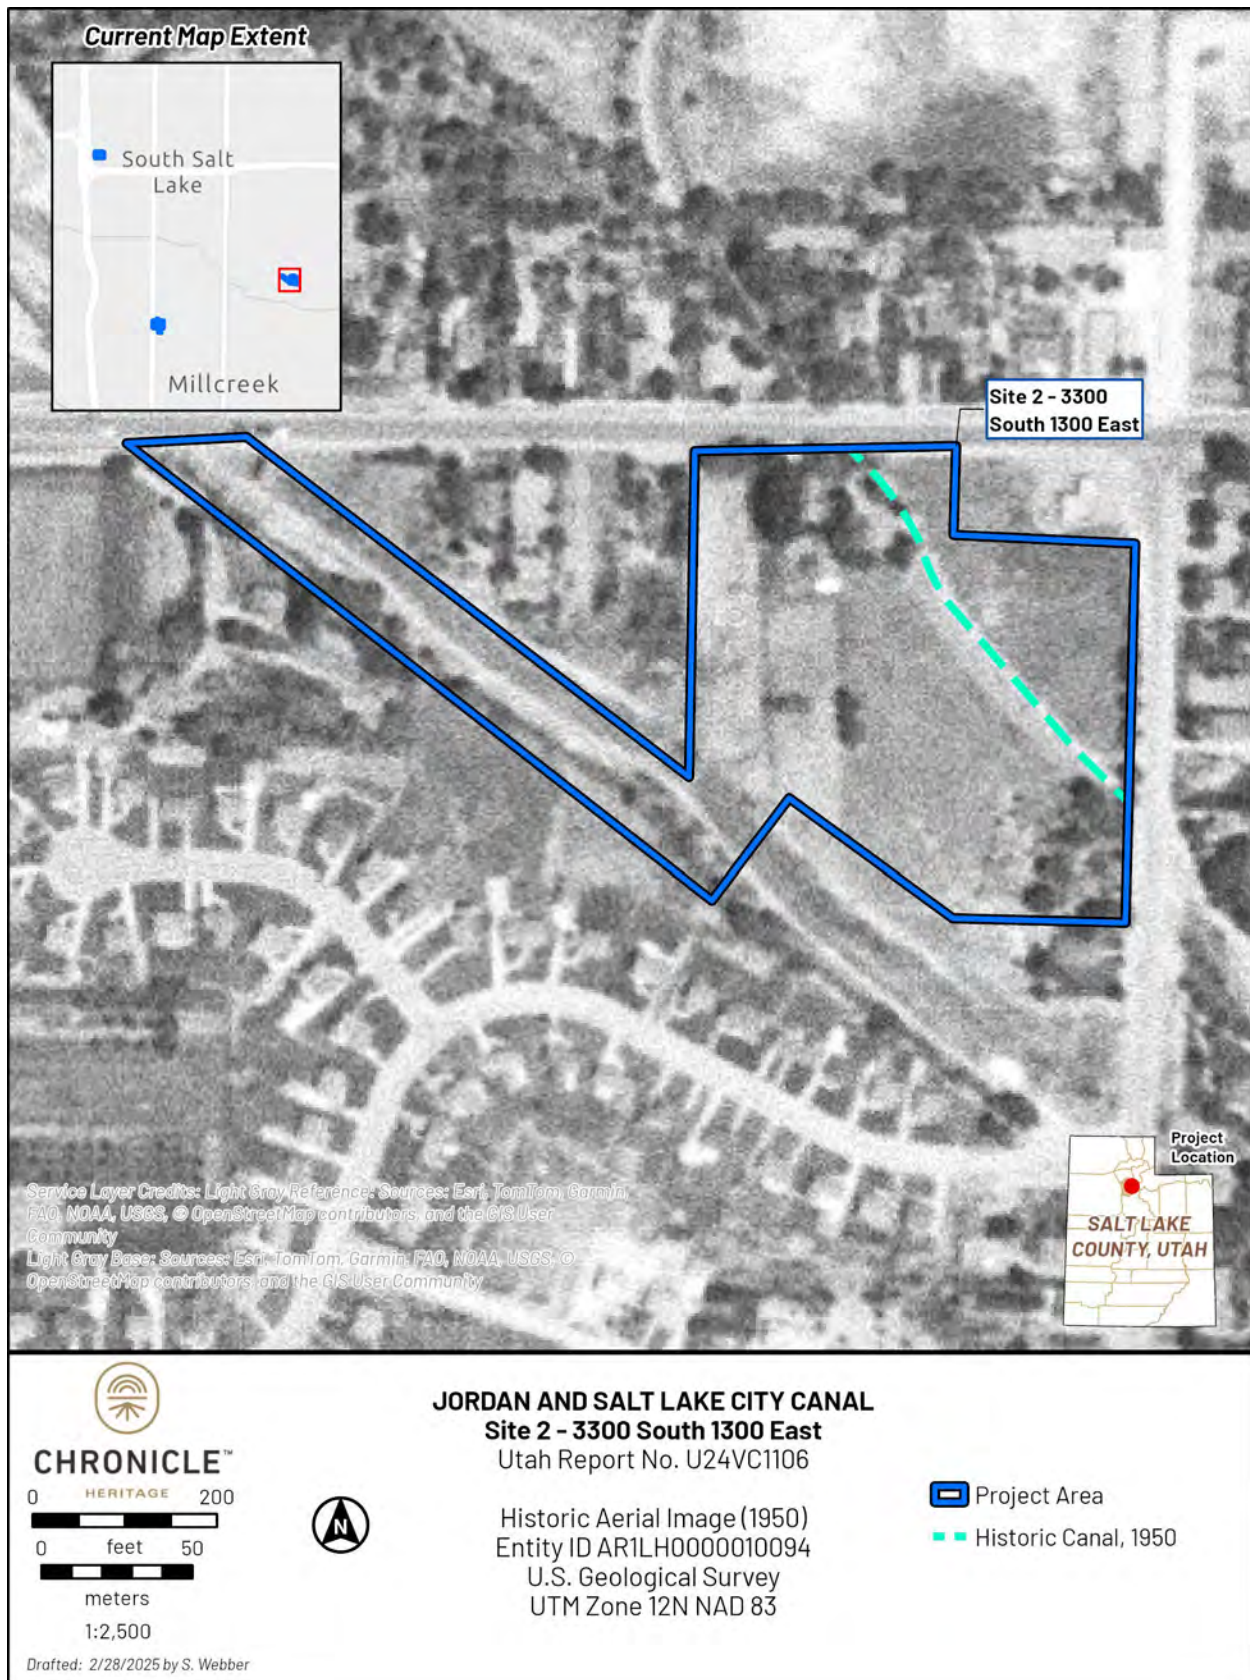 Current Map Extent
South Salt
Lake
Millcreek
Site 2 - 3300
South 1300 East
Project
Location
SALT LAKE
COUNTY, UTAH
Service Layer Credits: Light Gray Reference: Sources: Esri, TomTom, Garmin,
FAO, NOAA, USGS, © OpenStreetMap contributors, and the GIS User
Community
Light Gray Base: Sources: Esri, TomTom, Garmin, FAO, NOAA, USGS, ©
OpenStreetMap contributors, and the GIS User Community
CHRONICLE™
HERITAGE
0 200
feet
0 50
meters
1:2,500
Drafted: 2/28/2025 by S. Webber
N
JORDAN AND SALT LAKE CITY CANAL
Site 2 - 3300 South 1300 East
Utah Report No. U24VC1106
Historic Aerial Image (1950)
Entity ID AR1LH0000010094
U.S. Geological Survey
UTM Zone 12N NAD 83
Project Area
Historic Canal, 1950